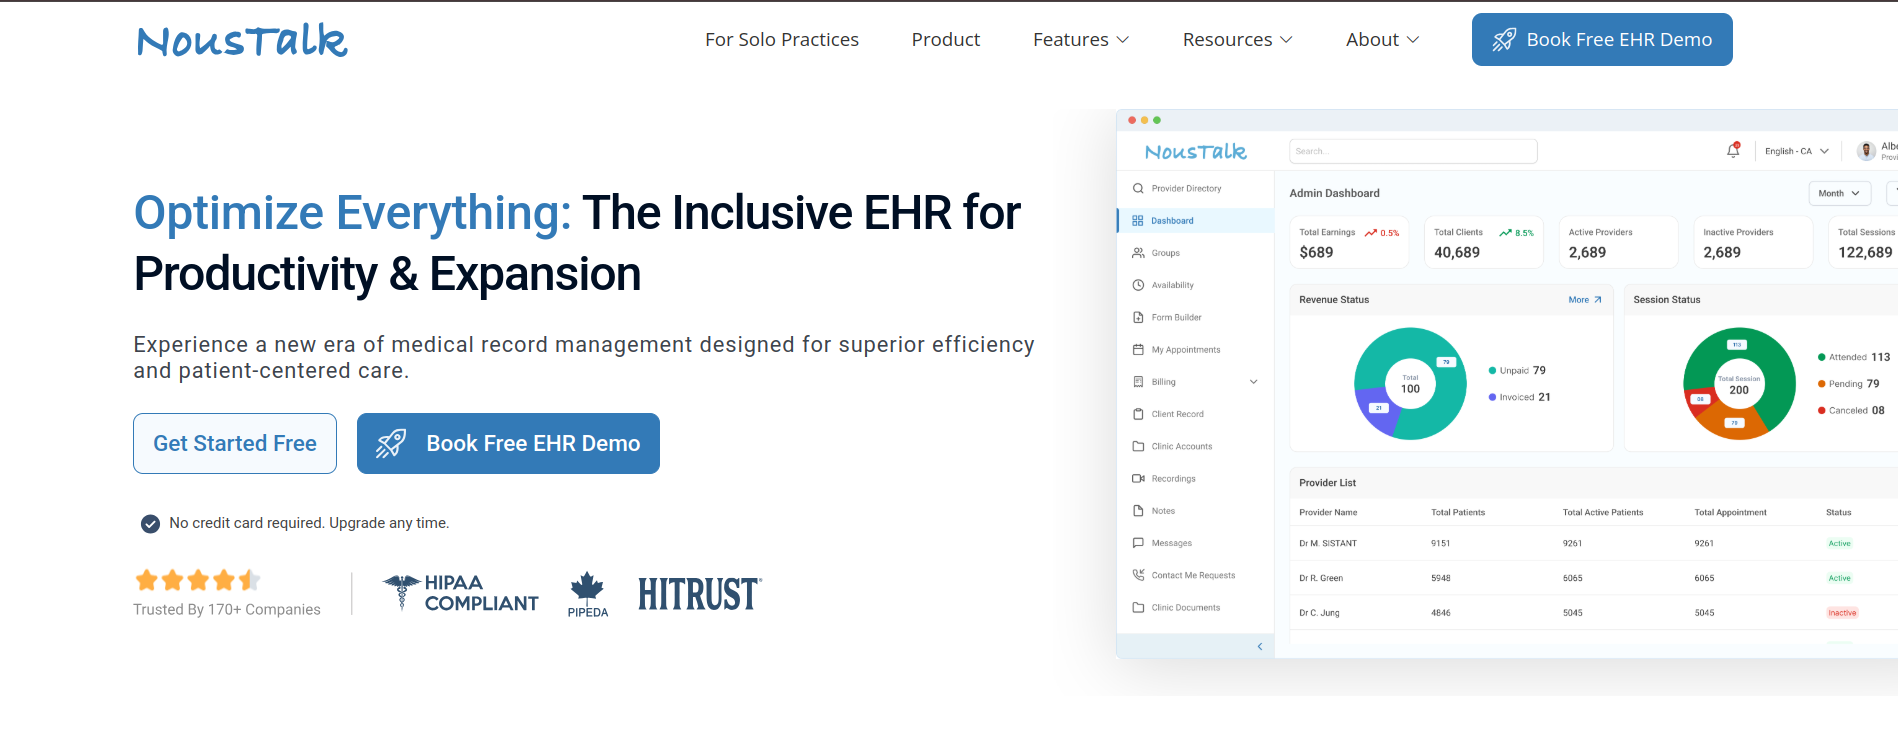 NousTalk
For Solo Practices
Product
Features
Resources
About
Book Free EHR Demo
Optimize Everything: The Inclusive EHR for
Productivity & Expansion
Experience a new era of medical record management designed for superior efficiency
and patient-centered care.
Get Started Free
Book Free EHR Demo
No credit card required. Upgrade any time.
Trusted By 170+ Companies
HIPAA
COMPLIANT
PIPEDA
HITRUST
NousTalk
Search...
English - CA
Provider Directory
Dashboard
Groups
Availability
Form Builder
My Appointments
Billing
Client Record
Clinic Accounts
Recordings
Notes
Messages
Contact Me Requests
Clinic Documents
Admin Dashboard
Month
Total Earnings 0.5%
$689
Total Clients 8.5%
40,689
Active Providers
2,689
Inactive Providers
2,689
Total Sessions
122,689
Revenue Status
More
Total
100
79
21
Unpaid 79
Invoiced 21
Session Status
113
Total Session
200
08
78
Attended 113
Pending 79
Canceled 08
Provider List
Provider Name Total Patients Total Active Patients Total Appointment Status
Dr M. SISTANT 9151 9261 9261 Active
Dr R. Green 5948 6065 6065 Active
Dr C. Jung 4846 5045 5045 Inactive